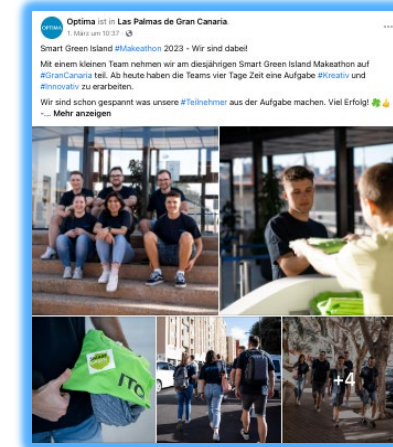 OPTIMA
Optima ist in Las Palmas de Gran Canaria.
1. März um 10:37 ·
Smart Green Island #Makeathon 2023 - Wir sind dabei!
Mit einem kleinen Team nehmen wir am diesjährigen Smart Green Island Makeathon auf
#GranCanaria teil. Ab heute haben die Teams vier Tage Zeit eine Aufgabe #Kreativ und
#Innovativ zu erarbeiten.
Wir sind schon gespannt was unsere #Teilnehmer aus der Aufgabe machen. Viel Erfolg! 🍀👍
-... Mehr anzeigen
ITQ
+4